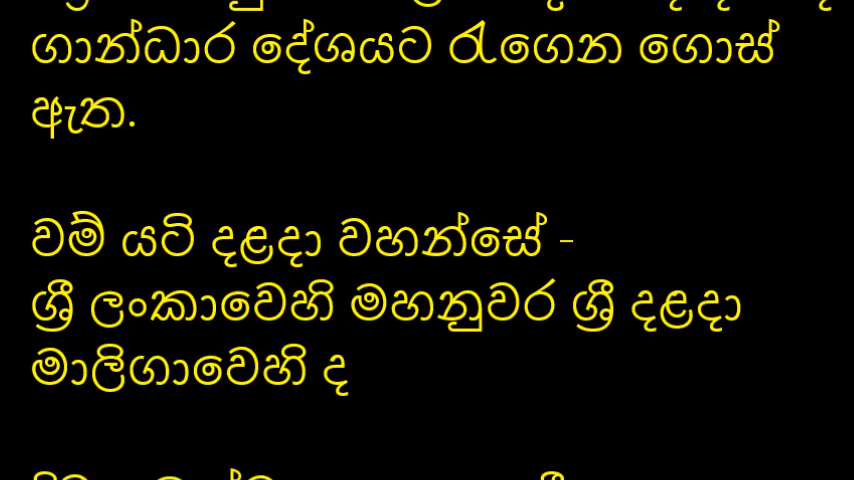 ගාන්ධාර දේශයට රැගෙන ගොස්
ඇත.
වම් යටි දළදා වහන්සේ -
ශ්‍රී ලංකාවෙහි මහනුවර ශ්‍රී දළදා
මාලිගාවෙහි ද